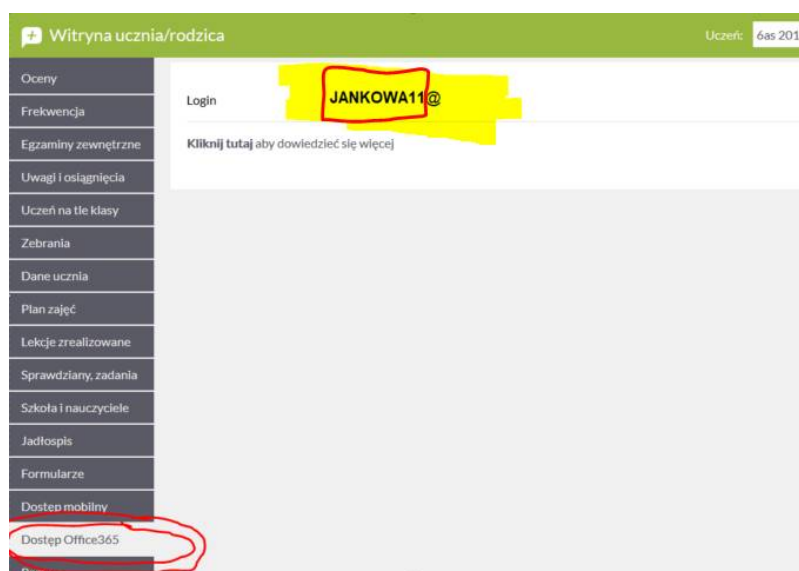 Witryna ucznia/rodzica
Uczeń: 6as 201
Oceny
Frekwencja
Egzaminy zewnętrzne
Uwagi i osiągnięcia
Uczeń na tle klasy
Zebrania
Dane ucznia
Plan zajęć
Lekcje zrealizowane
Sprawdziany, zadania
Szkoła i nauczyciele
Jadłospis
Formularze
Dostęp mobilny
Dostęp Office365
Login JANKOWA11@
Kliknij tutaj aby dowiedzieć się więcej